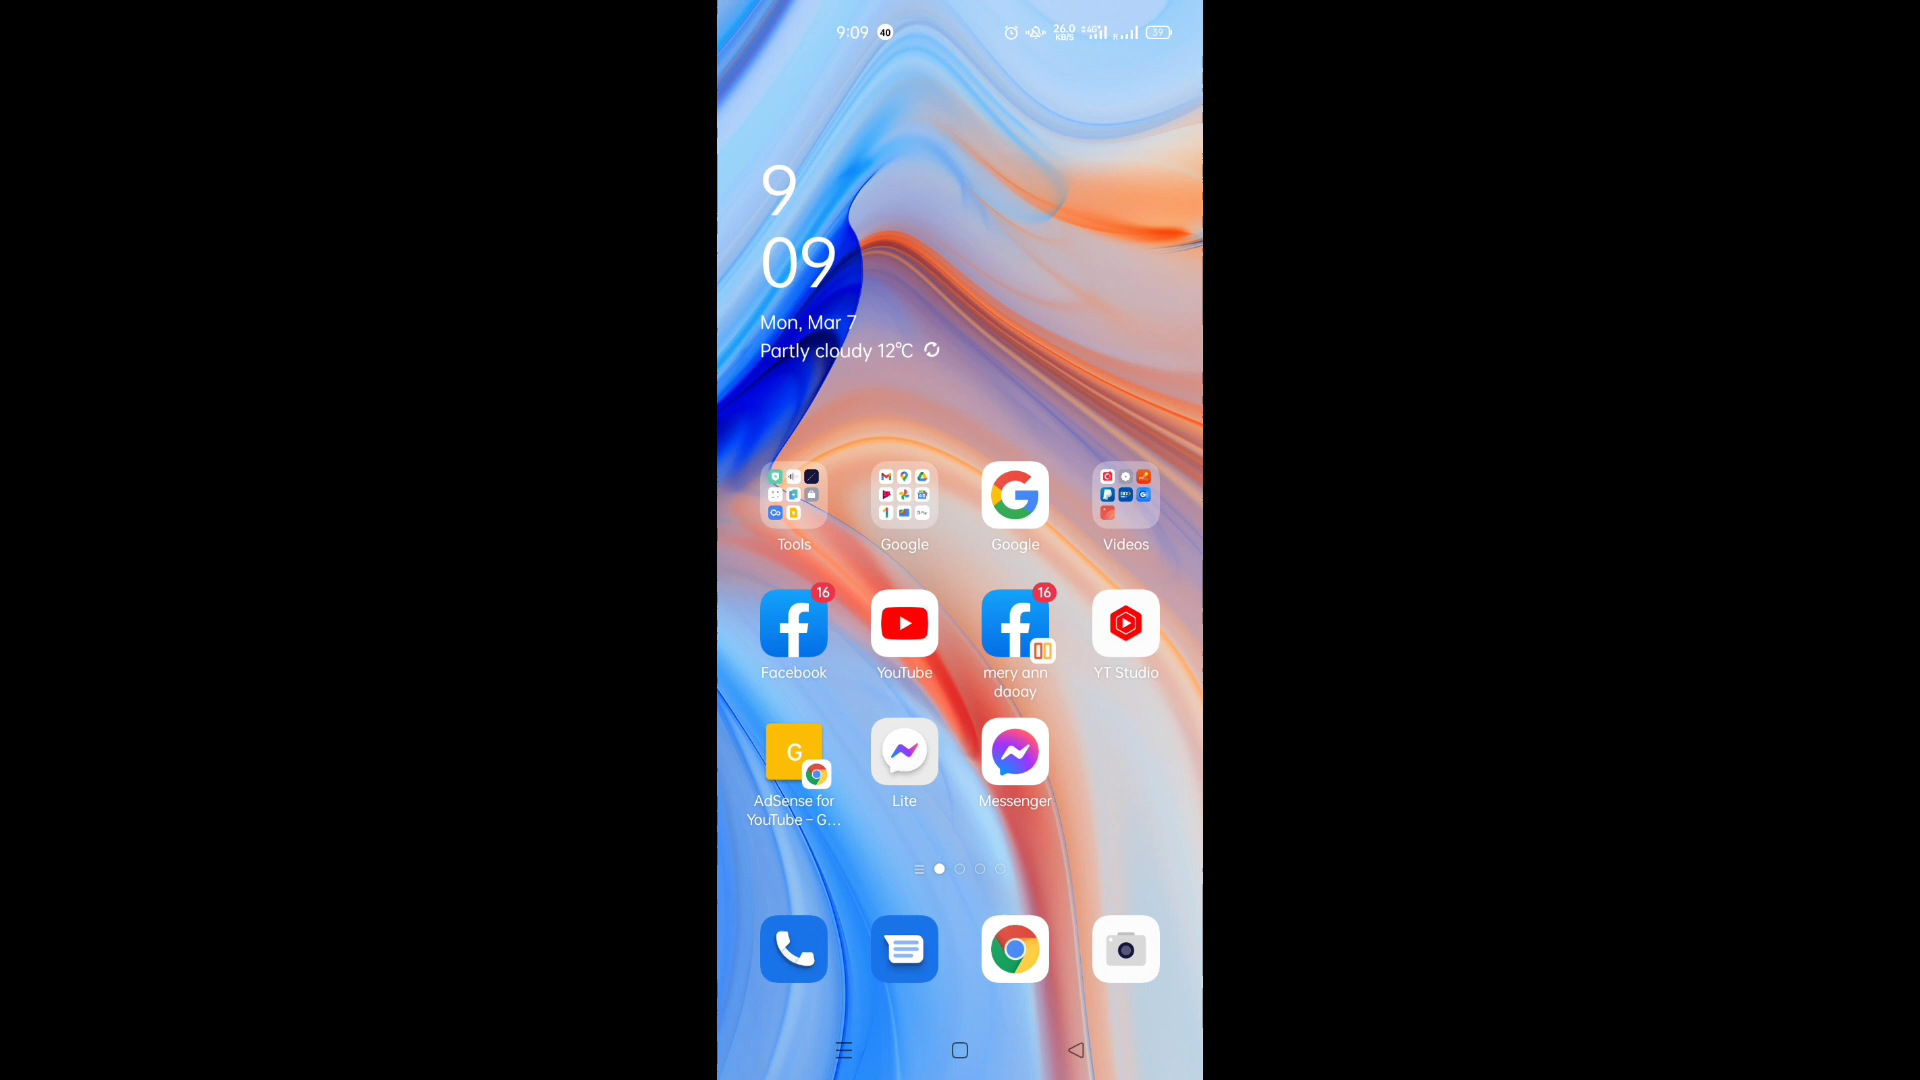 9:09 40 26.0 KB/S 4G+ R 39
9
09
Mon, Mar 7
Partly cloudy 12°C
Tools Google Google Videos
16 16
Facebook YouTube mery ann daoay YT Studio
G
AdSense for YouTube – G... Lite Messenger